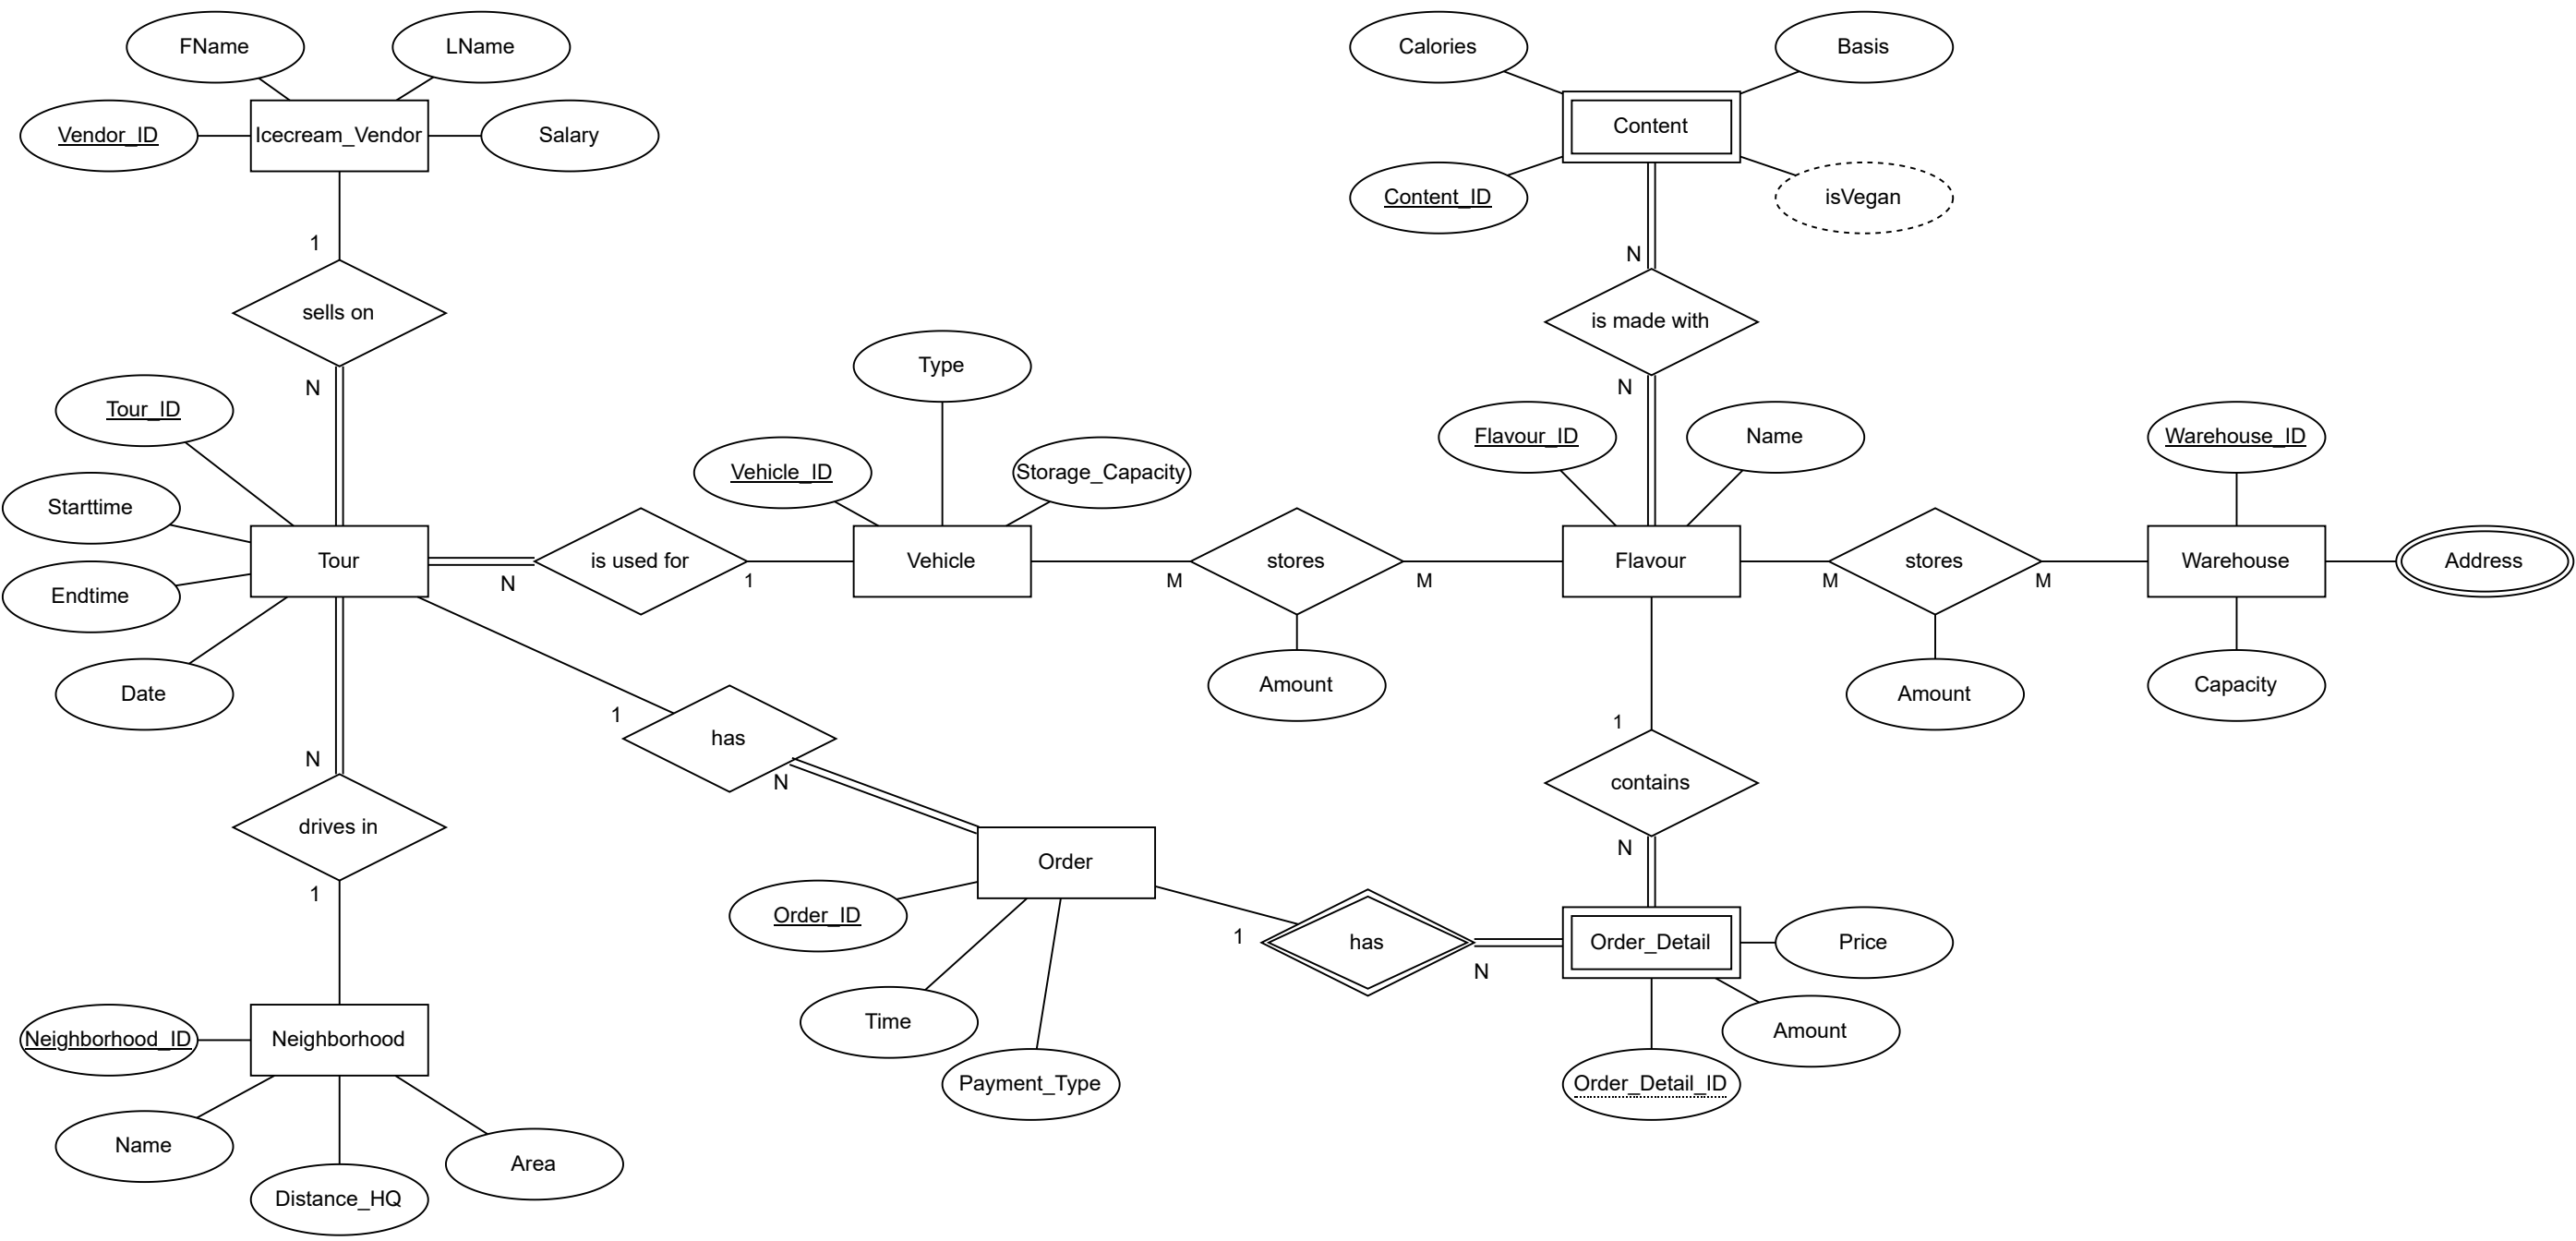 FName
LName
Calories
Basis
Vendor_ID
Icecream_Vendor
Salary
Content
Content_ID
isVegan
1
N
sells on
is made with
Type
N
N
Tour_ID
Flavour_ID
Name
Warehouse_ID
Vehicle_ID
Storage_Capacity
Starttime
Tour
is used for
Vehicle
stores
Flavour
stores
Warehouse
Address
N
1
M
M
M
M
Endtime
Date
Amount
Amount
Capacity
1
has
1
N
N
contains
drives in
N
1
Order
Order_ID
1
has
N
Order_Detail
Price
Time
Amount
Neighborhood_ID
Neighborhood
Payment_Type
Order_Detail_ID
Name
Area
Distance_HQ